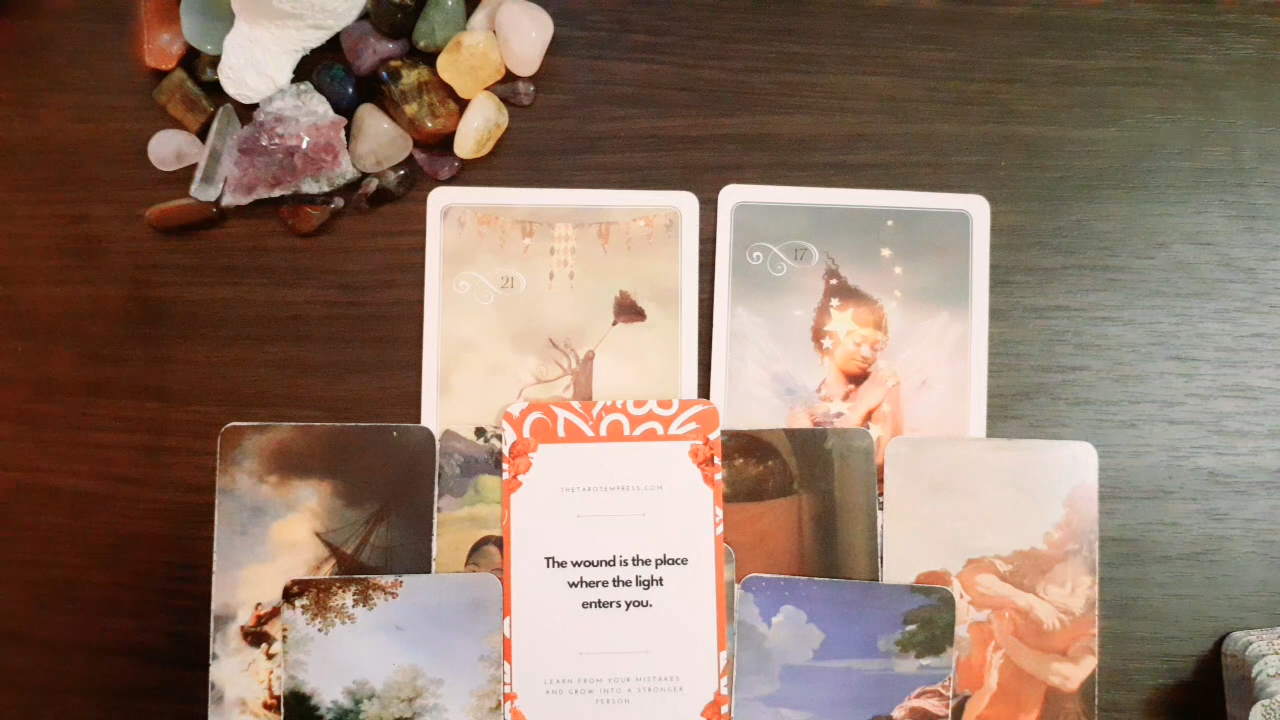 21
17
THETAROTEMPRESS.COM
The wound is the place
where the light
enters you.
LEARN FROM YOUR MISTAKES
AND GROW INTO A STRONGER
PERSON.